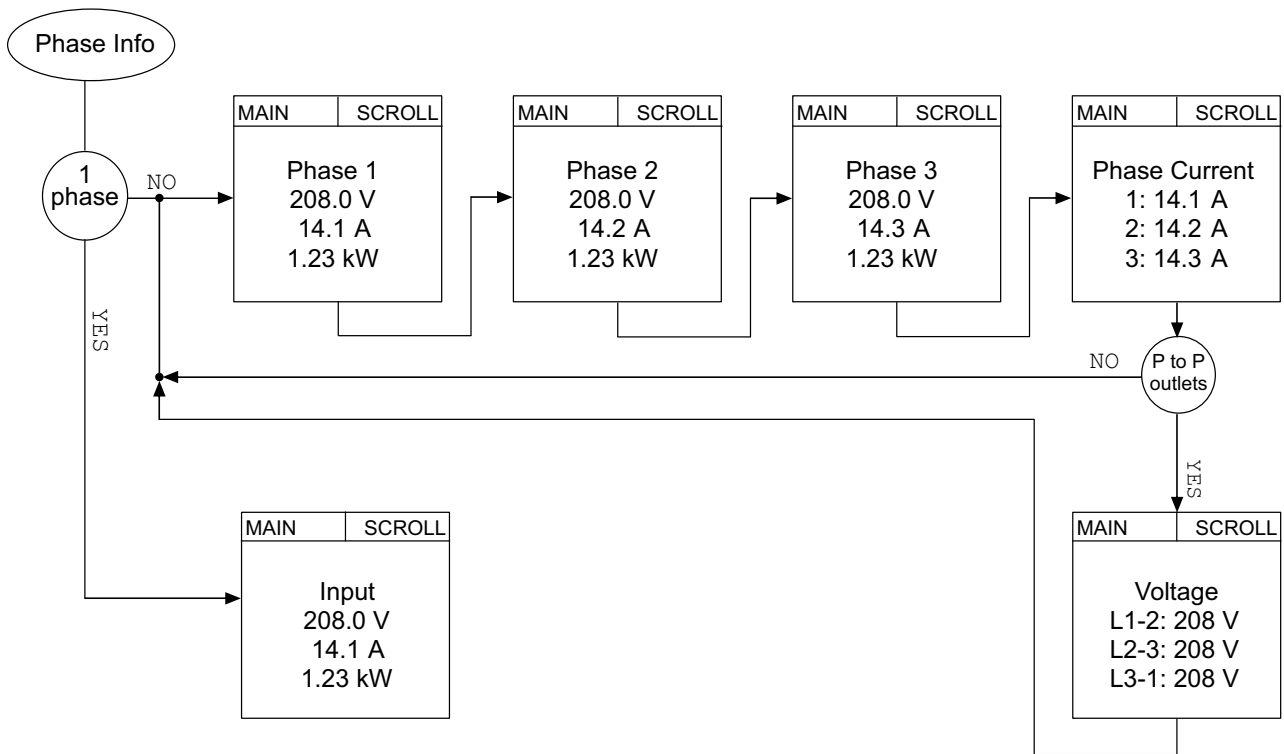 Phase Info
1
phase
NO
YES
MAIN SCROLL
Phase 1
208.0 V
14.1 A
1.23 kW
MAIN SCROLL
Phase 2
208.0 V
14.2 A
1.23 kW
MAIN SCROLL
Phase 3
208.0 V
14.3 A
1.23 kW
MAIN SCROLL
Phase Current
1: 14.1 A
2: 14.2 A
3: 14.3 A
P to P
outlets
NO
YES
MAIN SCROLL
Input
208.0 V
14.1 A
1.23 kW
MAIN SCROLL
Voltage
L1-2: 208 V
L2-3: 208 V
L3-1: 208 V